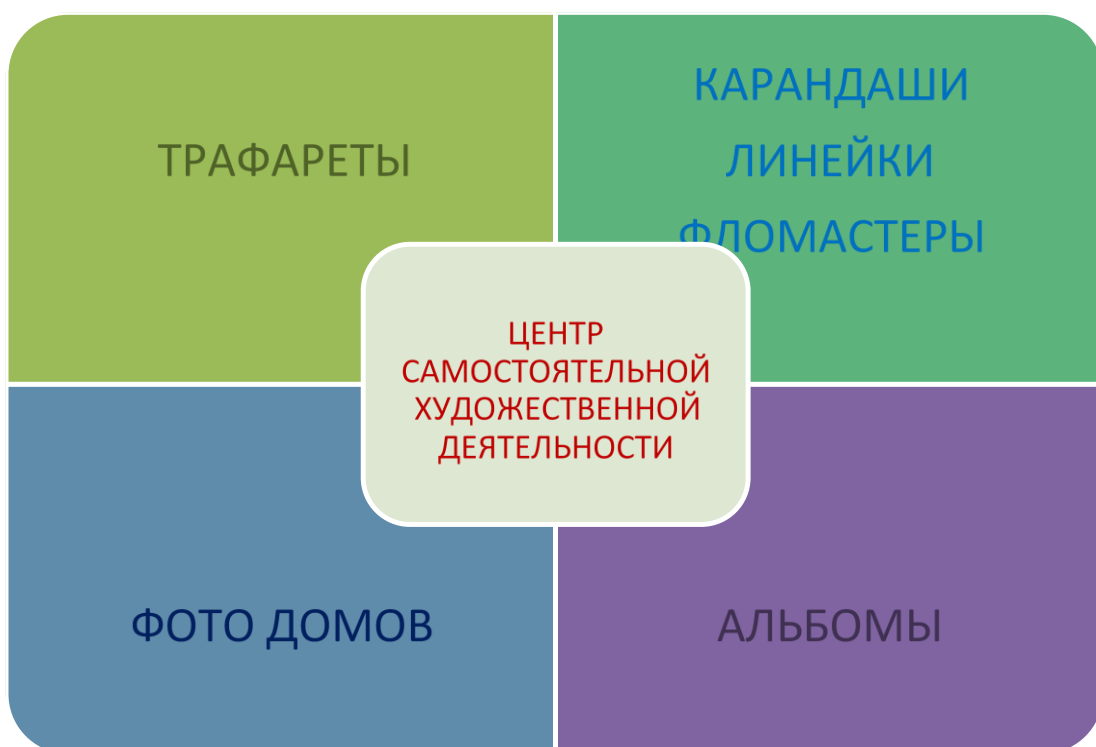 ТРАФАРЕТЫ
КАРАНДАШИ
ЛИНЕЙКИ
ФЛОМАСТЕРЫ
ЦЕНТР
САМОСТОЯТЕЛЬНОЙ
ХУДОЖЕСТВЕННОЙ
ДЕЯТЕЛЬНОСТИ
ФОТО ДОМОВ
АЛЬБОМЫ